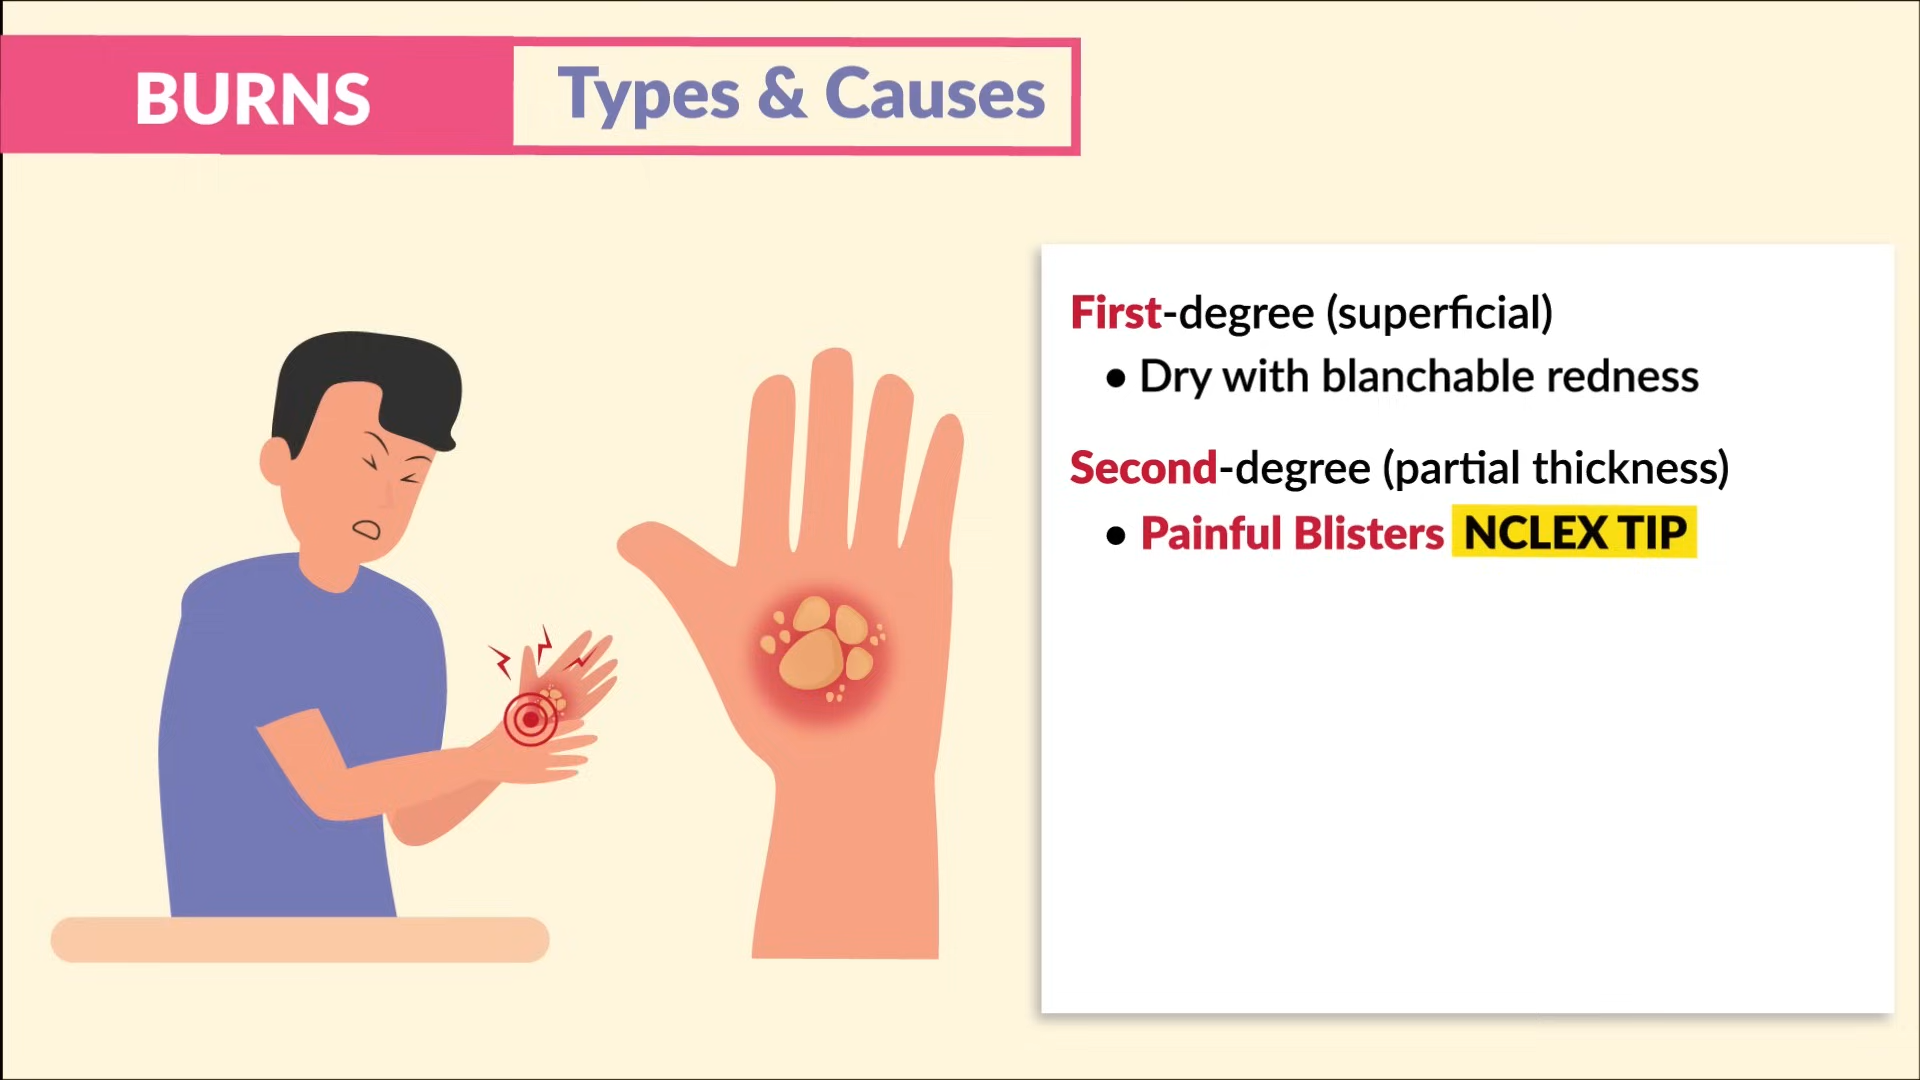 BURNS Types & Causes
First-degree (superficial)
• Dry with blanchable redness
Second-degree (partial thickness)
• Painful Blisters NCLEX TIP